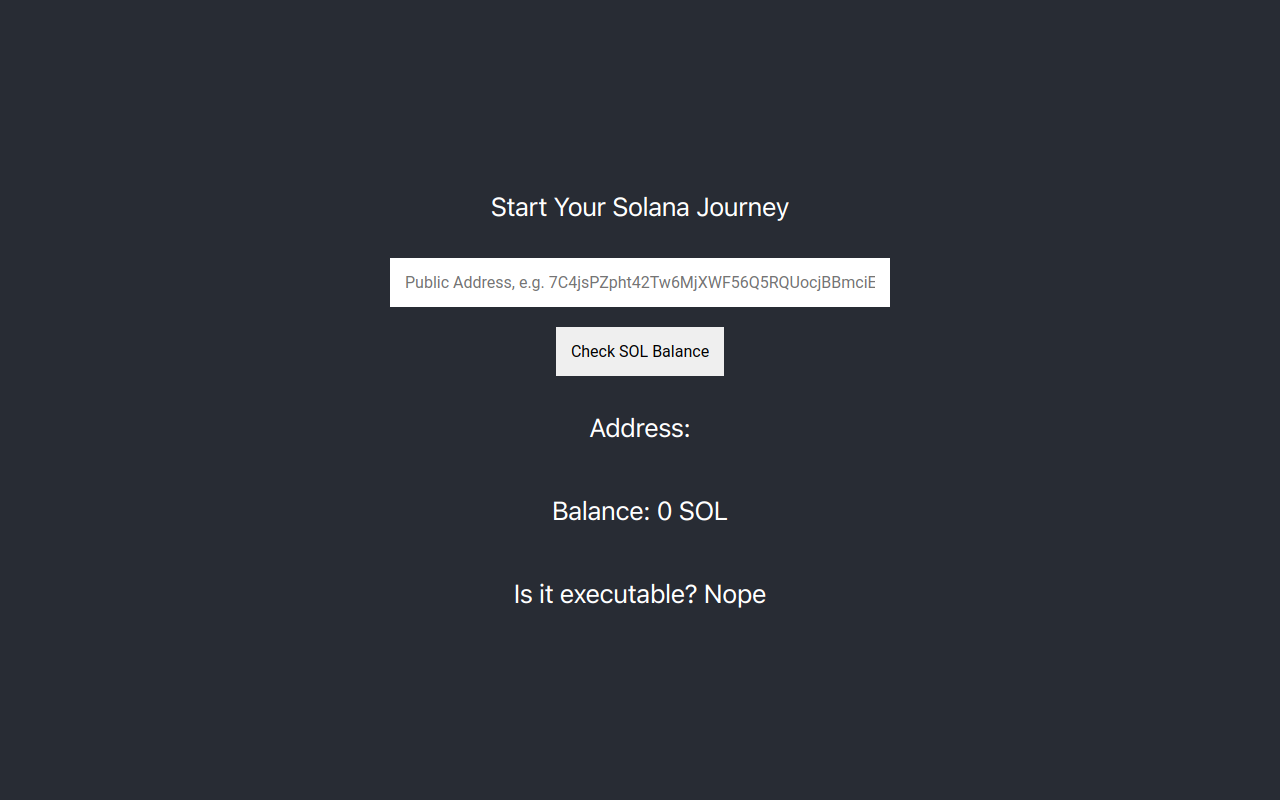 Start Your Solana Journey
Public Address, e.g. 7C4jsPZpht42Tw6MjXWF56Q5RQUocjBBmciE
Check SOL Balance
Address:
Balance: 0 SOL
Is it executable? Nope